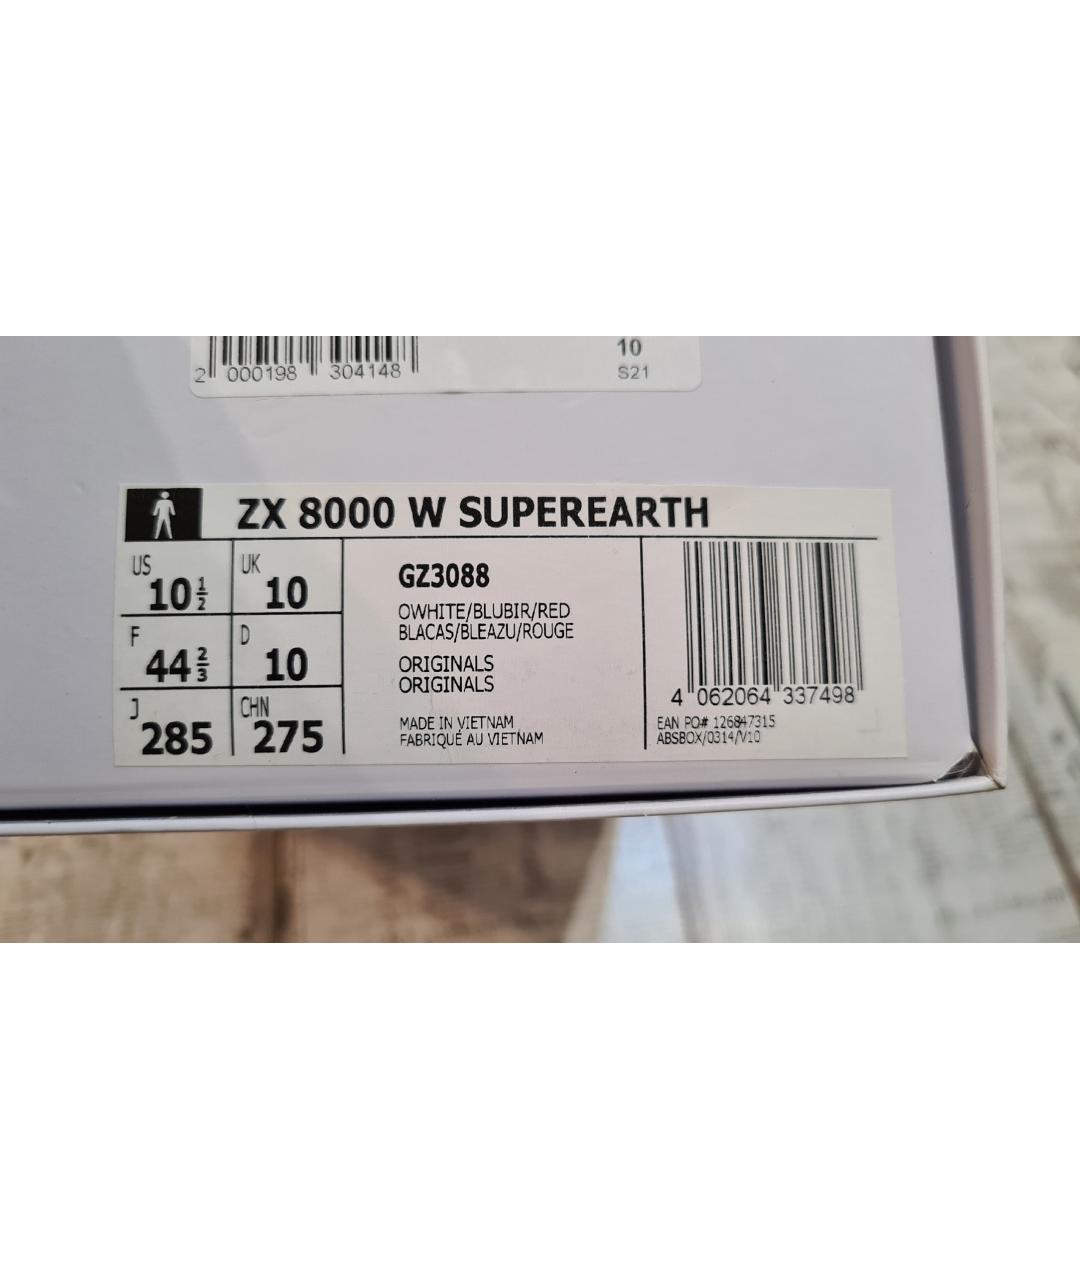 2 000198 304148
10
S21
ZX 8000 W SUPEREARTH
US 10 1/2
UK 10
F 44 2/3
D 10
J 285
CHN 275
GZ3088
OWHITE/BLUBIR/RED
BLACAS/BLEAZU/ROUGE
ORIGINALS
ORIGINALS
MADE IN VIETNAM
FABRIQUÉ AU VIETNAM
4 062064 337498
EAN PO# 126847315
ABSBOX/0314/V10